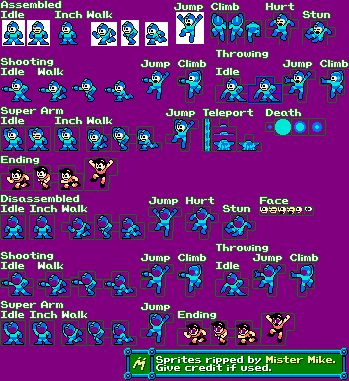 Assembled
Idle Inch Walk Jump Climb Hurt Stun
Shooting Throwing
Idle Walk Jump Climb Idle Jump Climb
Super Arm
Idle Inch Walk Jump Teleport Death
Ending
Disassembled
Idle Inch Walk Jump Hurt Stun Face
Shooting Throwing
Idle Walk Jump Climb Idle Jump Climb
Super Arm
Idle Inch Walk Jump Ending
Sprites ripped by Mister Mike.
Give credit if used.